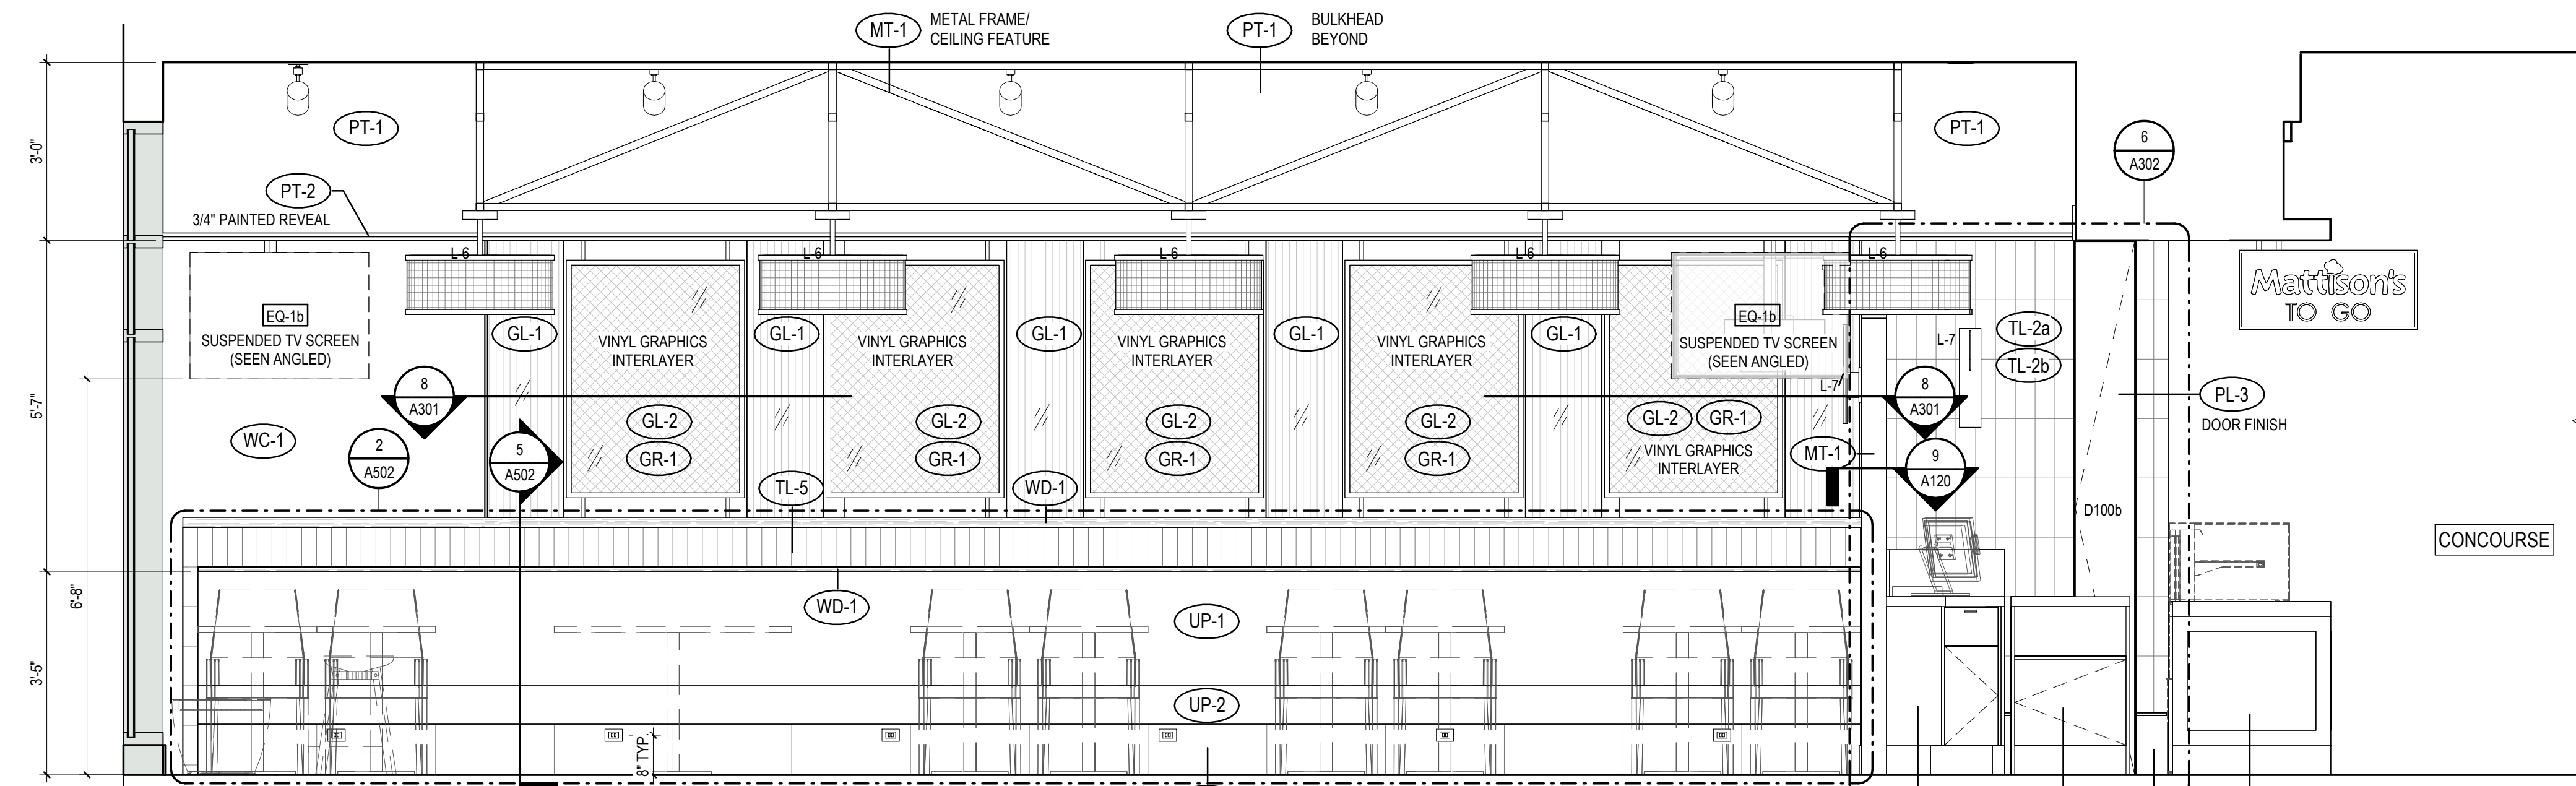 MT-1
METAL FRAME/
CEILING FEATURE
PT-1
BULKHEAD
BEYOND
3'-0"
PT-1
PT-1
6
A302
PT-2
3/4" PAINTED REVEAL
L-6
L-6
L-6
L-6
L-6
Mattison's
TO GO
EQ-1b
SUSPENDED TV SCREEN
(SEEN ANGLED)
GL-1
GL-1
GL-1
GL-1
GL-1
VINYL GRAPHICS
INTERLAYER
VINYL GRAPHICS
INTERLAYER
VINYL GRAPHICS
INTERLAYER
VINYL GRAPHICS
INTERLAYER
EQ-1b
SUSPENDED TV SCREEN
(SEEN ANGLED)
L-7
L-7
TL-2a
TL-2b
5'-7"
8
A301
8
A301
PL-3
DOOR FINISH
WC-1
2
A502
5
A502
GL-2
GR-1
GL-2
GR-1
GL-2
GR-1
GL-2
GR-1
GL-2
GR-1
VINYL GRAPHICS
INTERLAYER
MT-1
9
A120
TL-5
WD-1
D100b
CONCOURSE
6'-8"
WD-1
UP-1
3'-5"
UP-2
8" TYP.